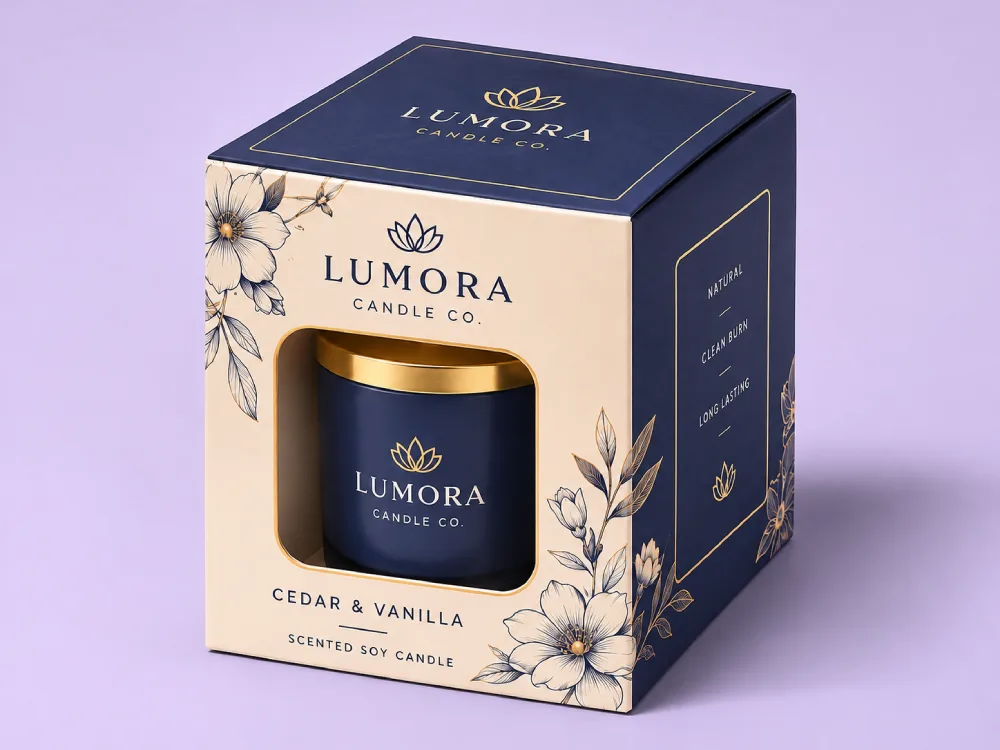 LUMORA
CANDLE CO.
LUMORA
CANDLE CO.
LUMORA
CANDLE CO.
CEDAR & VANILLA
SCENTED SOY CANDLE
NATURAL
CLEAN BURN
LONG LASTING